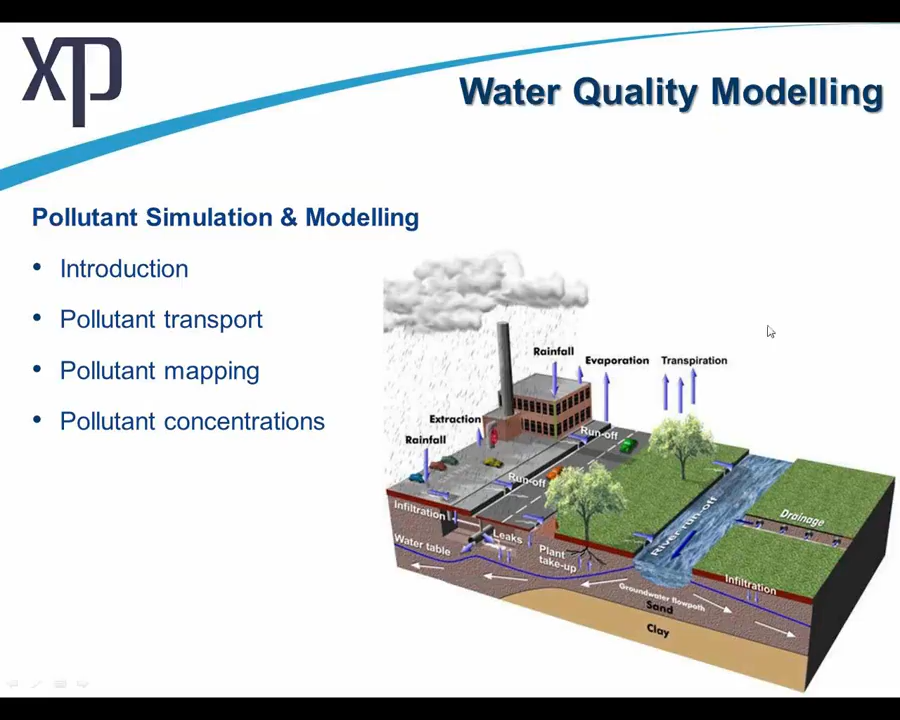 xp
Water Quality Modelling
Pollutant Simulation & Modelling
• Introduction
• Pollutant transport
• Pollutant mapping
• Pollutant concentrations
Rainfall
Evaporation
Transpiration
Extraction
Rainfall
Run-off
Run-off
Infiltration
Leaks
Water table
Plant
take-up
River run-off
Drainage
Infiltration
Groundwater flowpath
Sand
Clay